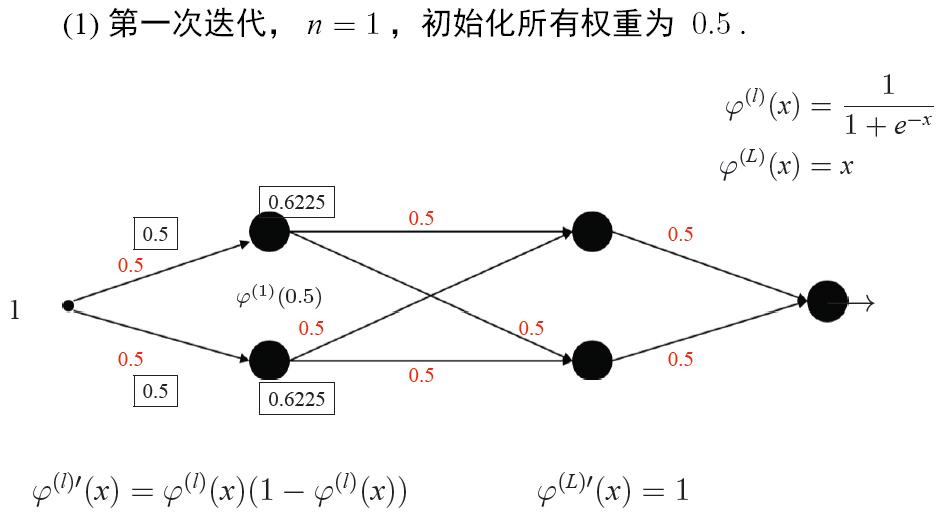 (1) 第一次迭代， n = 1 ，初始化所有权重为 0.5 .
φ^{(l)}(x) = \frac{1}{1 + e^{-x}}
φ^{(L)}(x) = x
0.6225
0.5
0.5
0.5
0.5
φ^{(1)}(0.5)
1
0.5
0.5
0.5
0.5
0.5
0.5
0.6225
φ^{(l)}′(x) = φ^{(l)}(x)(1 − φ^{(l)}(x))
φ^{(L)}′(x) = 1